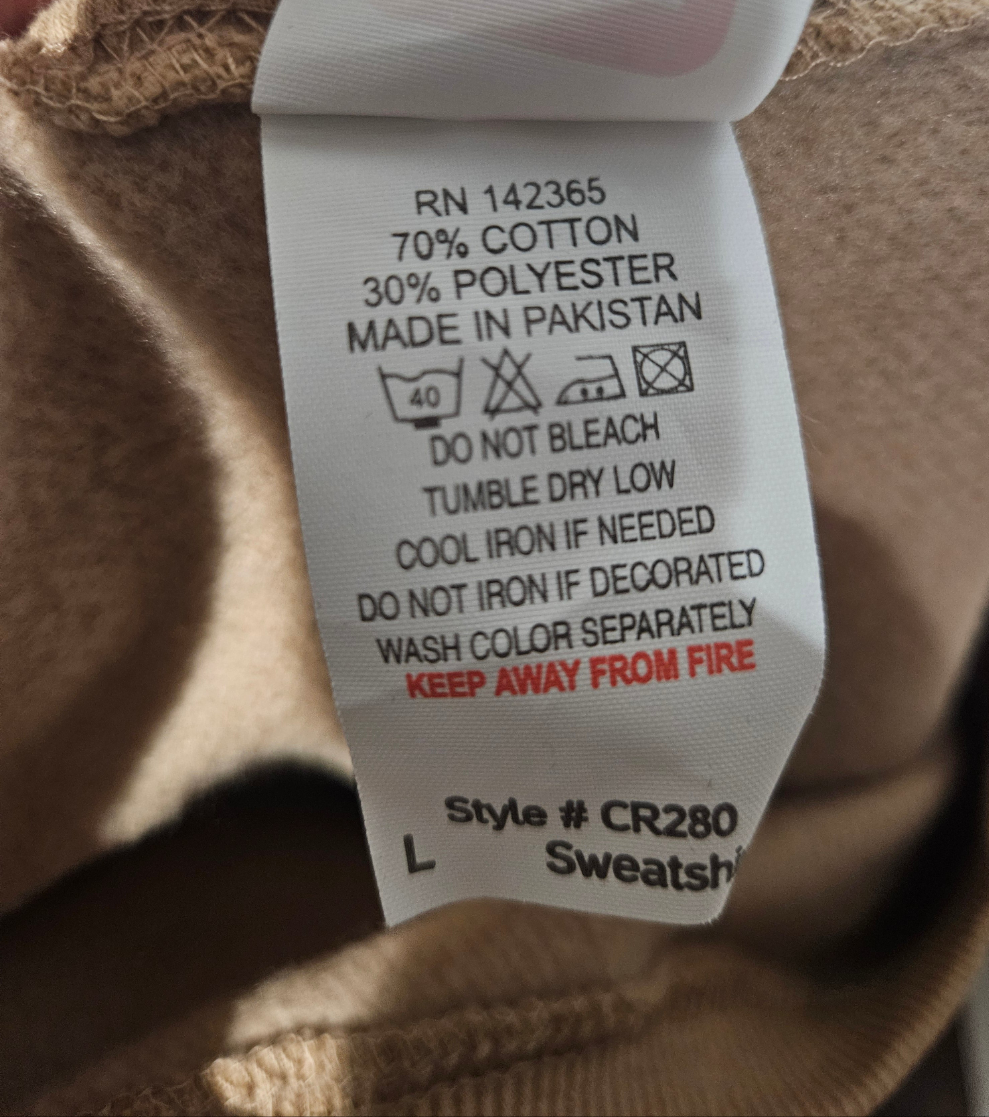 RN 142365
70% COTTON
30% POLYESTER
MADE IN PAKISTAN
40
DO NOT BLEACH
TUMBLE DRY LOW
COOL IRON IF NEEDED
DO NOT IRON IF DECORATED
WASH COLOR SEPARATELY
KEEP AWAY FROM FIRE
Style # CR280
L